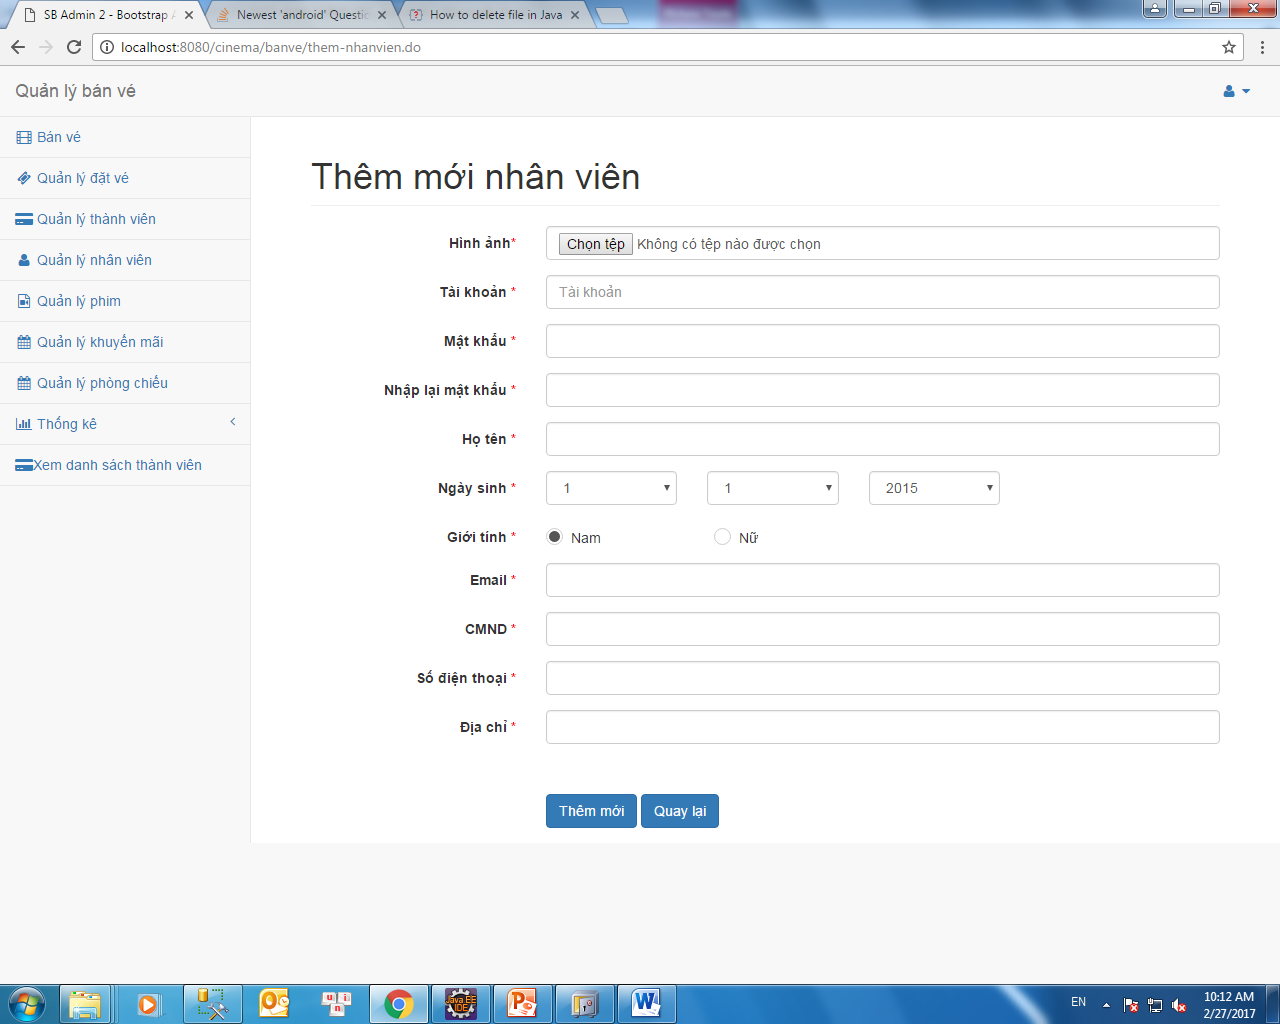 SB Admin 2 - Bootstrap
Newest 'android' Questi
How to delete file in Java
localhost:8080/cinema/banve/them-nhanvien.do
Quản lý bán vé
Bán vé
Quản lý đặt vé
Quản lý thành viên
Quản lý nhân viên
Quản lý phim
Quản lý khuyến mãi
Quản lý phòng chiếu
Thống kê
Xem danh sách thành viên
Thêm mới nhân viên
Hình ảnh* Chọn tệp Không có tệp nào được chọn
Tài khoản * Tài khoản
Mật khẩu *
Nhập lại mật khẩu *
Họ tên *
Ngày sinh * 1 1 2015
Giới tính * Nam Nữ
Email *
CMND *
Số điện thoại *
Địa chỉ *
Thêm mới Quay lại
EN
10:12 AM
2/27/2017